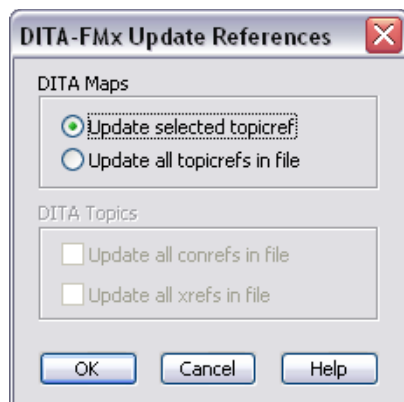 DITA-FMx Update References
DITA Maps
Update selected topicref
Update all topicrefs in file
DITA Topics
Update all conrefs in file
Update all xrefs in file
OK Cancel Help